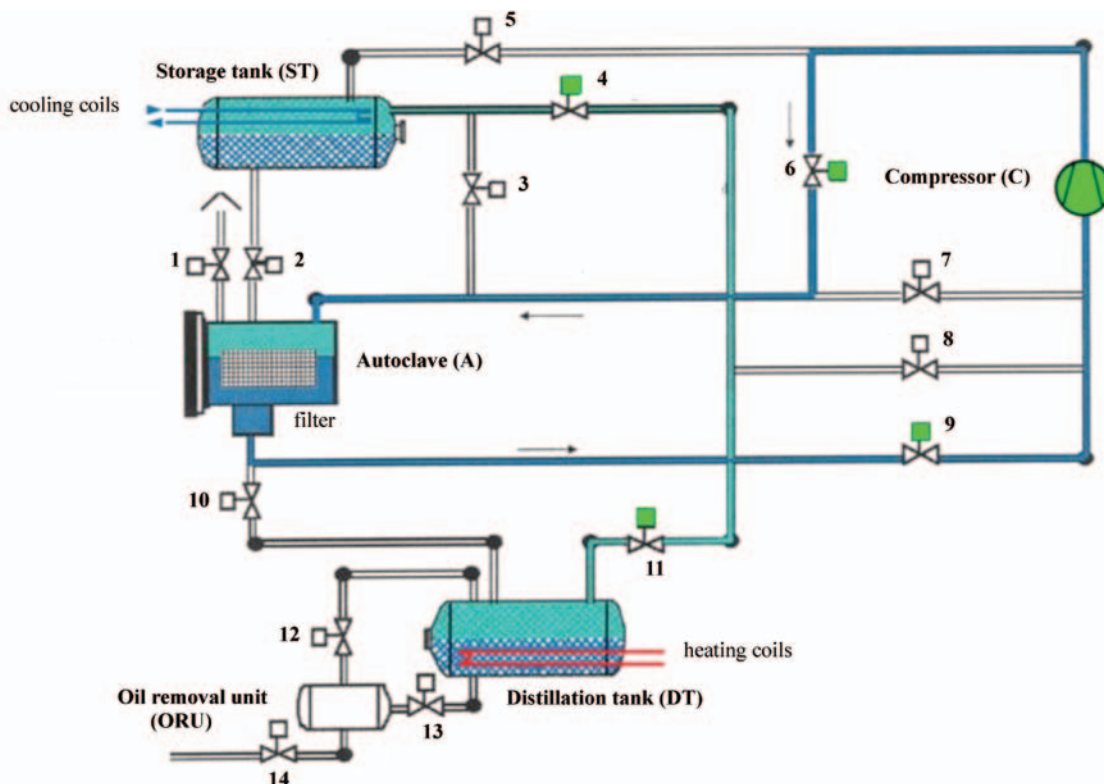 5
Storage tank (ST)
4
cooling coils
3
6
Compressor (C)
1
2
7
8
Autoclave (A)
filter
9
10
11
12
heating coils
Oil removal unit
(ORU)
13
Distillation tank (DT)
14